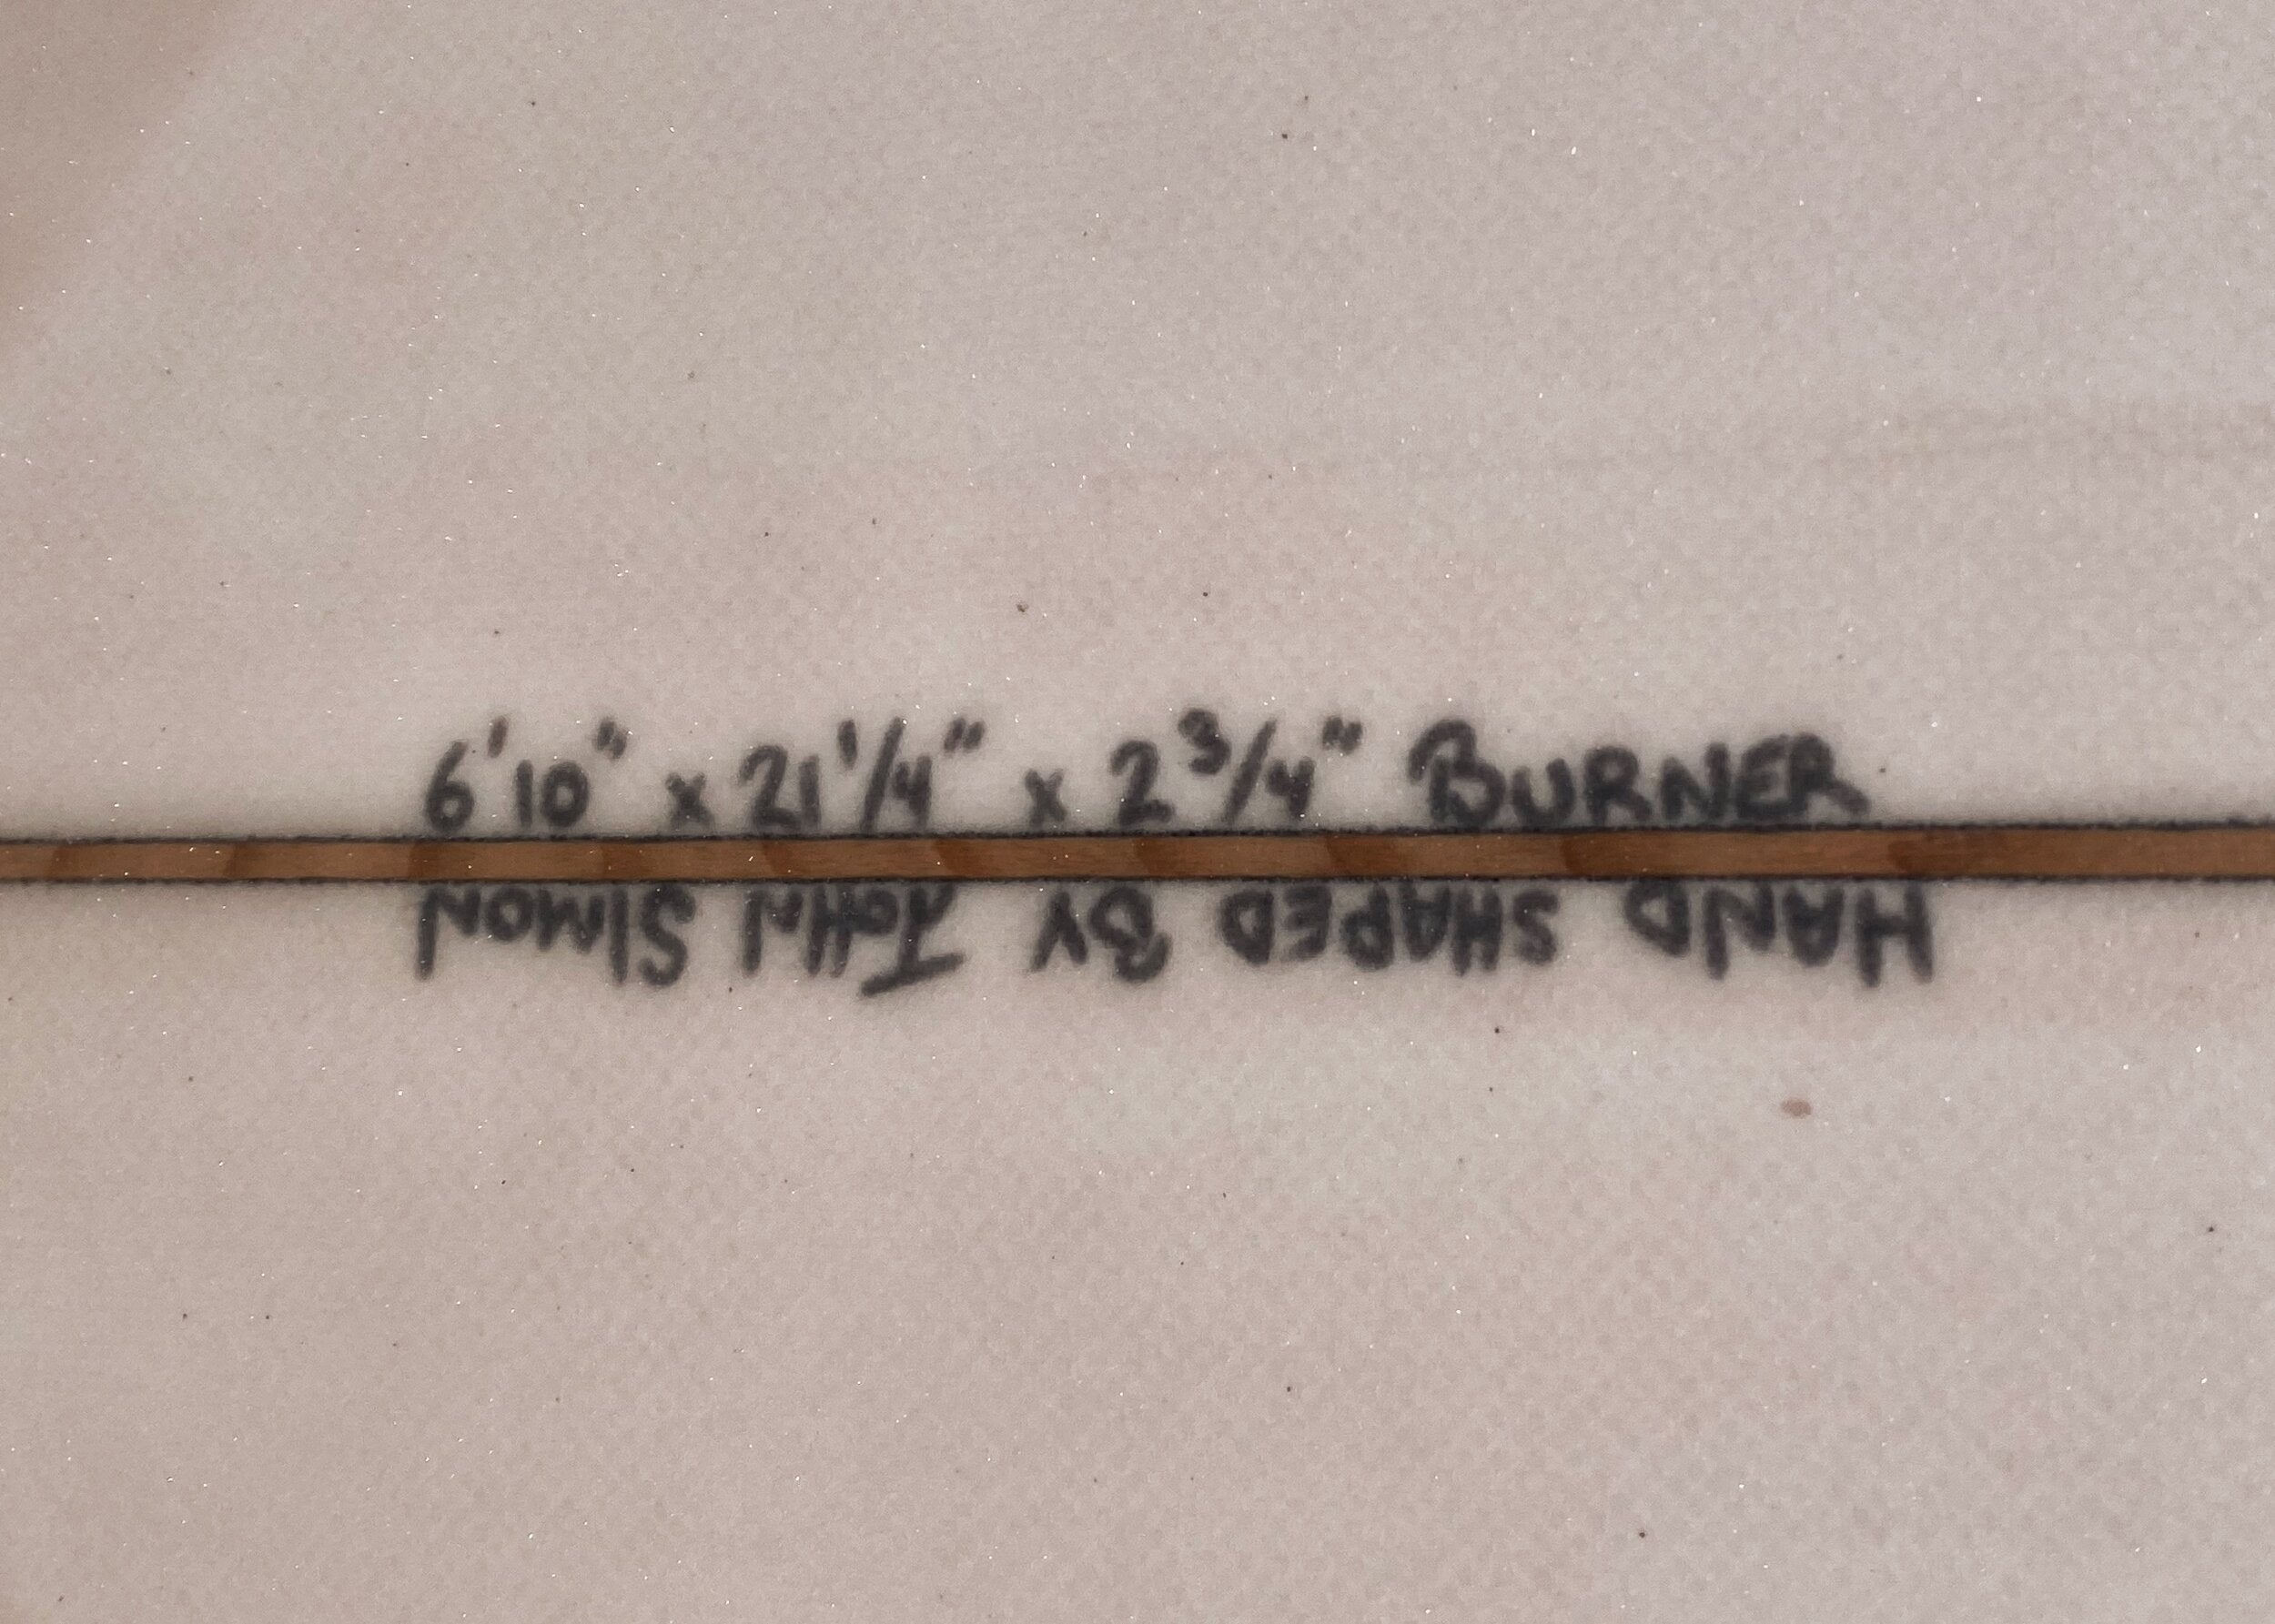 6'10" x 21 1/4" x 2 3/4" BURNER
HAND SHAPED BY JOHN SIMON